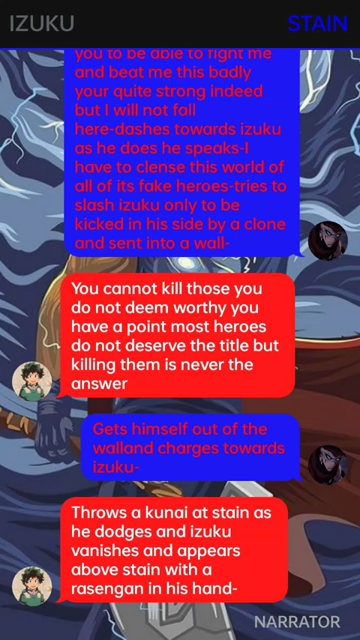 IZUKU STAIN
you to be able to fight me
and beat me this badly
your quite strong indeed
but I will not fall
here-dashes towards izuku
as he does he speaks-I
have to clense this world of
all of its fake heroes-tries to
slash izuku only to be
kicked in his side by a clone
and sent into a wall-
You cannot kill those you
do not deem worthy you
have a point most heroes
do not deserve the title but
killing them is never the
answer
Gets himself out of the
walland charges towards
izuku-
Throws a kunai at stain as
he dodges and izuku
vanishes and appears
above stain with a
rasengan in his hand-
NARRATOR